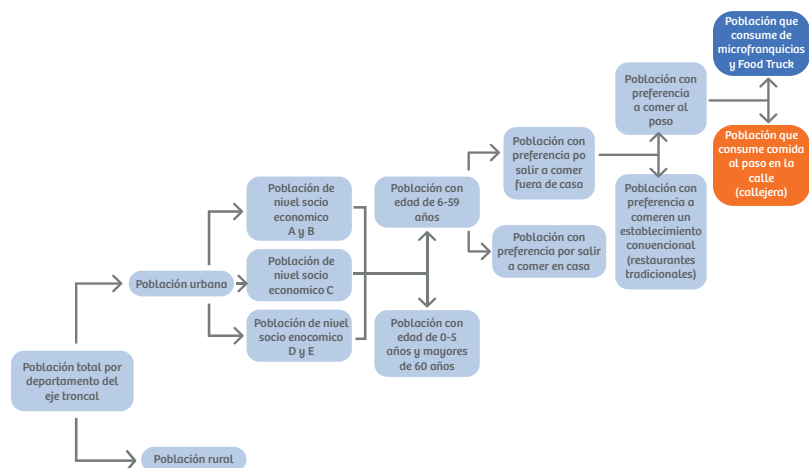 Población total por
departamento del
eje troncal
Población urbana
Población rural
Población de
nivel socio
economico
A y B
Población de
nivel socio
economico C
Población de nivel
socio enocomico
D y E
Población con
edad de 6-59
años
Población con
edad de 0-5
años y mayores
de 60 años
Población con
preferencia po
salir a comer
fuera de casa
Población con
preferencia por salir
a comer en casa
Población con
preferencia
a comer al
paso
Población con
preferencia a
comeren un
establecimiento
convencional
(restaurantes
tradicionales)
Población que
consume de
microfranquicias
y Food Truck
Población que
consume comida
al paso en la
calle
(callejera)